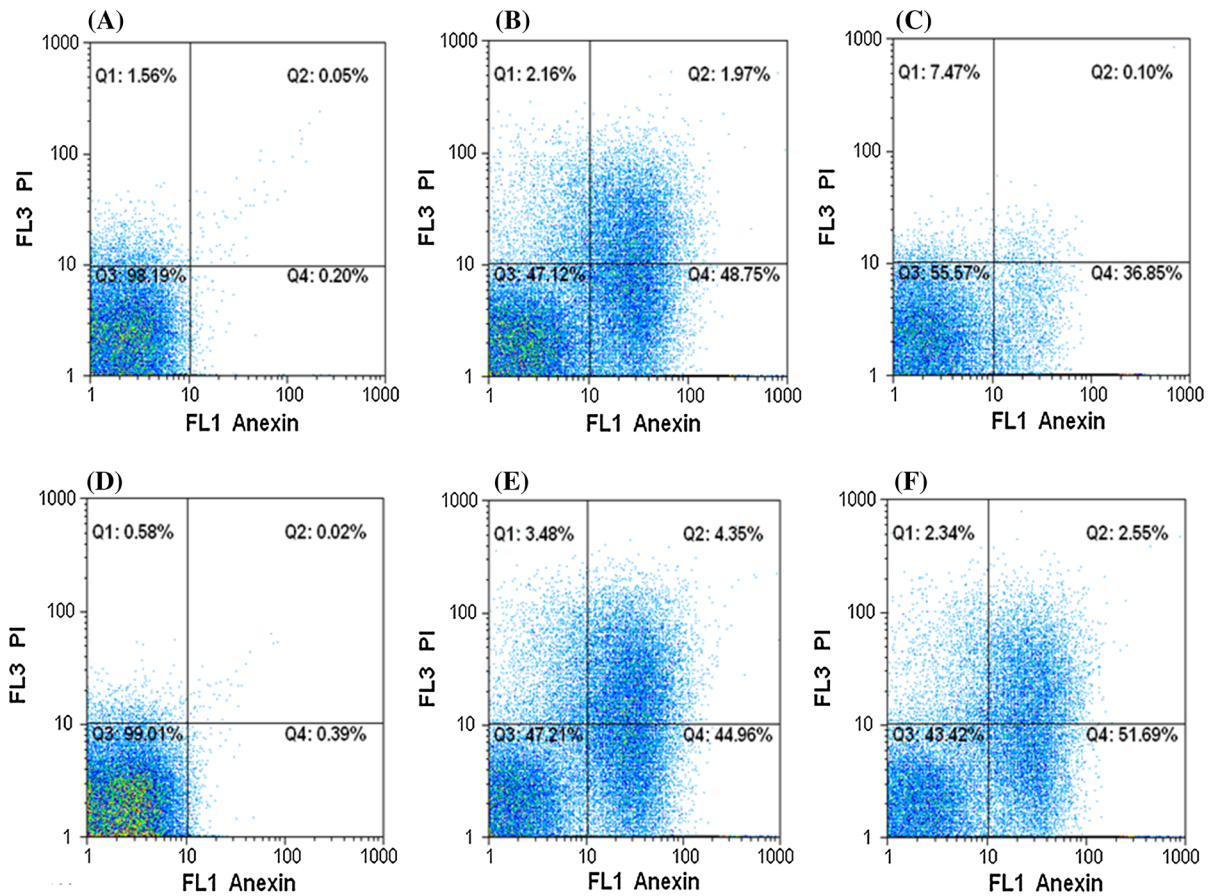 (A)
1000
Q1: 1.56%
Q2: 0.05%
100
FL3 PI
10
Q3: 98.19%
Q4: 0.20%
1
1 10 100 1000
FL1 Anexin
(B)
1000
Q1: 2.16%
Q2: 1.97%
100
FL3 PI
10
Q3: 47.12%
Q4: 48.75%
1
1 10 100 1000
FL1 Anexin
(C)
1000
Q1: 7.47%
Q2: 0.10%
100
FL3 PI
10
Q3: 55.57%
Q4: 36.85%
1
1 10 100 1000
FL1 Anexin
(D)
1000
Q1: 0.58%
Q2: 0.02%
100
FL3 PI
10
Q3: 99.01%
Q4: 0.39%
1
1 10 100 1000
FL1 Anexin
(E)
1000
Q1: 3.48%
Q2: 4.35%
100
FL3 PI
10
Q3: 47.21%
Q4: 44.96%
1
1 10 100 1000
FL1 Anexin
(F)
1000
Q1: 2.34%
Q2: 2.55%
100
FL3 PI
10
Q3: 43.42%
Q4: 51.69%
1
1 10 100 1000
FL1 Anexin